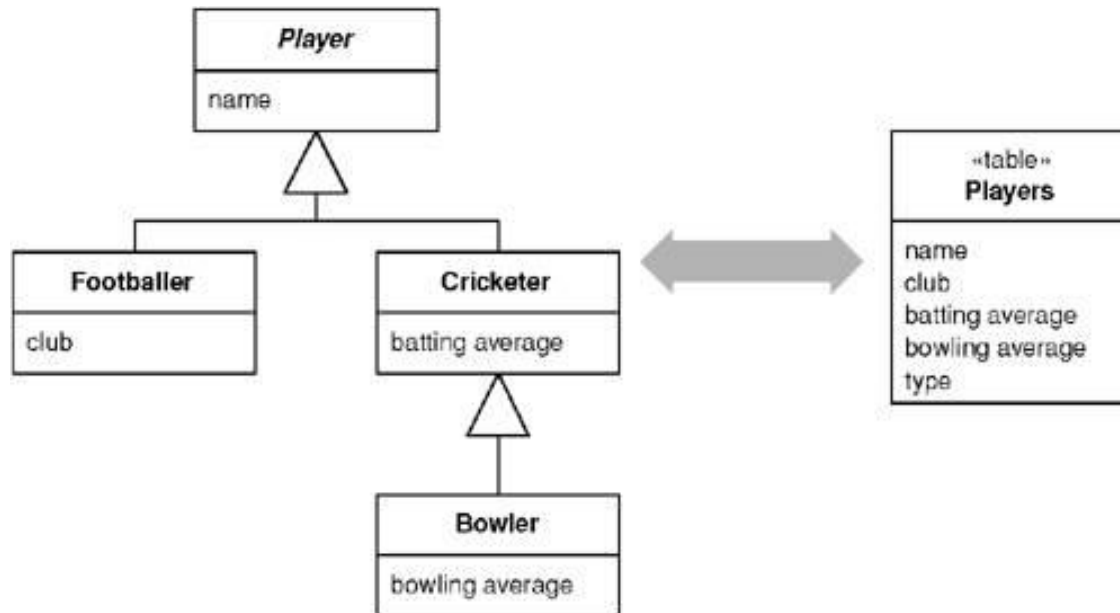 Player
name
Footballer
club
Cricketer
batting average
Bowler
bowling average
«table»
Players
name
club
batting average
bowling average
type